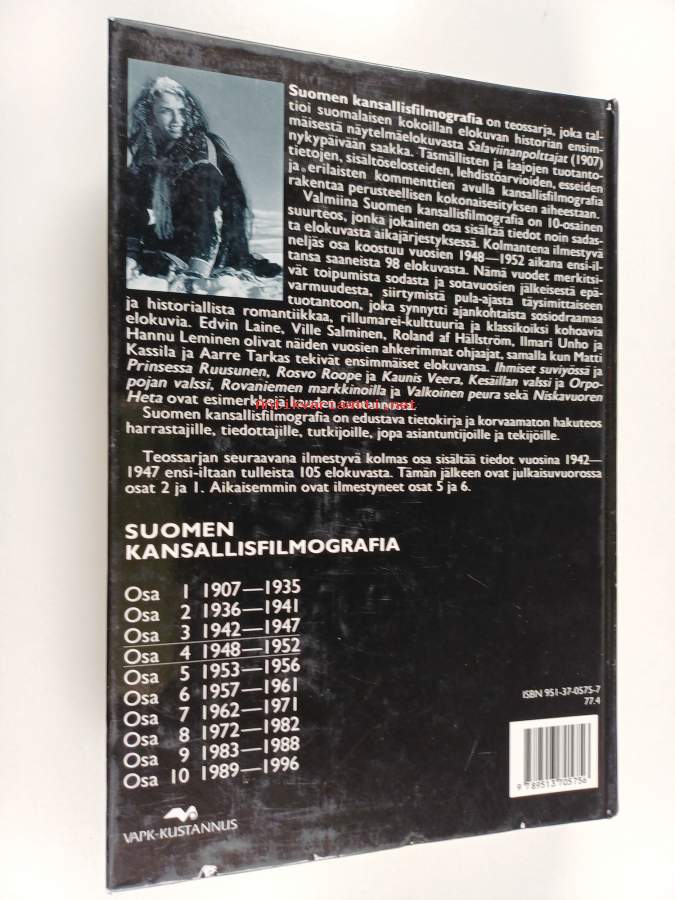 Suomen kansallisfilmografia on teossarja, joka tal-
tioi suomalaisen kokoillan elokuvan historian ensim-
mäisestä näytelmäelokuvasta Salaviinanpolttajat (1907)
nykypäivään saakka. Täsmällisten ja laajojen tuotanto-
tietojen, sisältöselosteiden, lehdistöarvioiden, esseiden
ja erilaisten kommenttien avulla kansallisfilmografia
rakentaa perusteellisen kokonaisesityksen aiheestaan.
Valmiina Suomen kansallisfilmografia on 10-osainen
suurteos, jonka jokainen osa sisältää tiedot noin sadas-
ta elokuvasta aikajärjestyksessä. Kolmantena ilmestyvä
neljäs osa koostuu vuosien 1948—1952 aikana ensi-il-
tansa saaneista 98 elokuvasta. Nämä vuodet merkitsi-
vät toipumista sodasta ja sotavuosien jälkeisestä epä-
varmuudesta, siirtymistä pula-ajasta täysimittaiseen
tuotantoon, joka synnytti ajankohtaista sosiodraamaa
ja historiallista romantiikkaa, rillumarei-kulttuuria ja klassikoiksi kohoavia
elokuvia. Edvin Laine, Ville Salminen, Roland af Hällström, Ilmari Unho ja
Hannu Leminen olivat näiden vuosien ahkerimmat ohjaajat, samalla kun Matti
Kassila ja Aarre Tarkas tekivät ensimmäiset elokuvansa. Ihmiset suviyössä ja
Prinsessa Ruusunen, Rosvo Roope ja Kaunis Veera, Kesäillan valssi ja Orpo-
pojan valssi, Rovaniemen markkinoilla ja Valkoinen peura sekä Niskavuoren
Heta ovat esimerkkejä kauden tuotannosta.
Suomen kansallisfilmografia on edustava tietokirja ja korvaamaton hakuteos
harrastajille, tiedottajille, tutkijoille, jopa asiantuntijoille ja tekijöille.
Teossarjan seuraavana ilmestyvä kolmas osa sisältää tiedot vuosina 1942—
1947 ensi-iltaan tulleista 105 elokuvasta. Tämän jälkeen ovat julkaisuvuorossa
osat 2 ja 1. Aikaisemmin ovat ilmestyneet osat 5 ja 6.
SUOMEN
KANSALLISFILMOGRAFIA
Osa 1 1907—1935
Osa 2 1936—1941
Osa 3 1942—1947
Osa 4 1948—1952
Osa 5 1953—1956
Osa 6 1957—1961
Osa 7 1962—1971
Osa 8 1972—1982
Osa 9 1983—1988
Osa 10 1989—1996
VAPK-KUSTANNUS
ISBN 951-37-0575-7
77.4
9 789513 705756